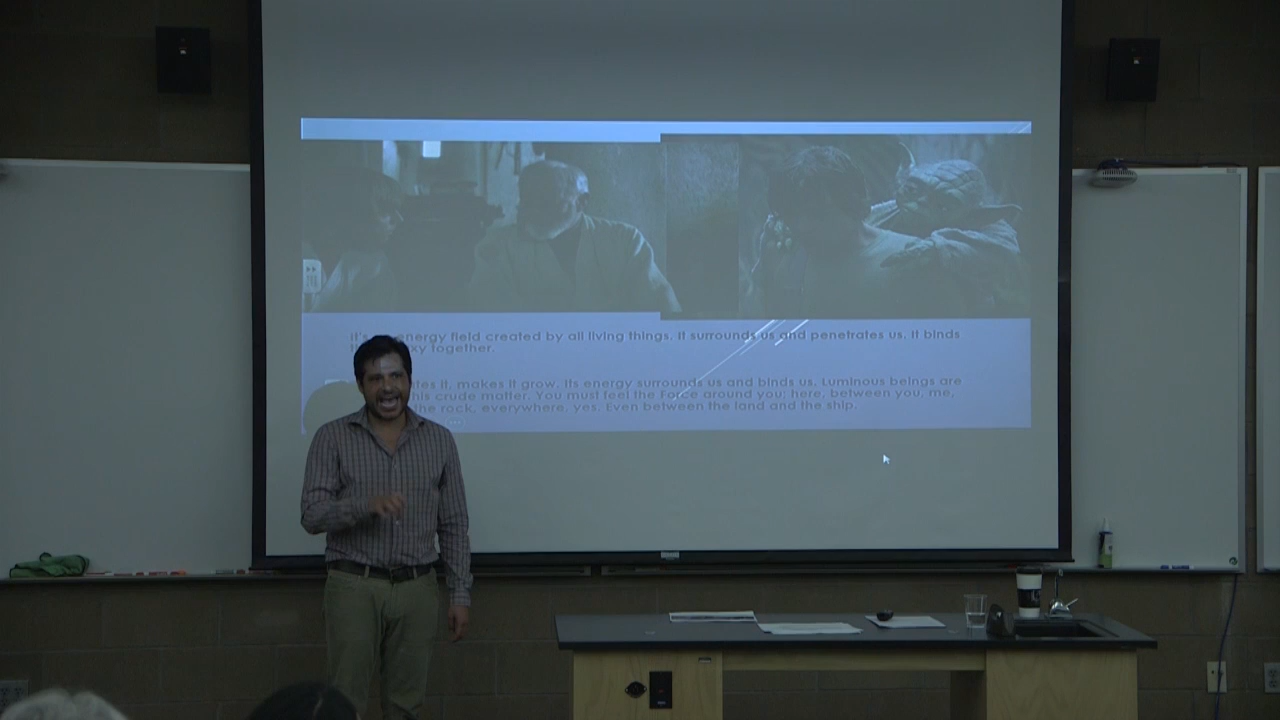 It's energy field created by all living things. It surrounds us and penetrates us. It binds
together.
it, makes it grow. Its energy surrounds us and binds us. Luminous beings are
crude matter. You must feel the Force around you; here, between you, me,
the rock, everywhere, yes. Even between the land and the ship.